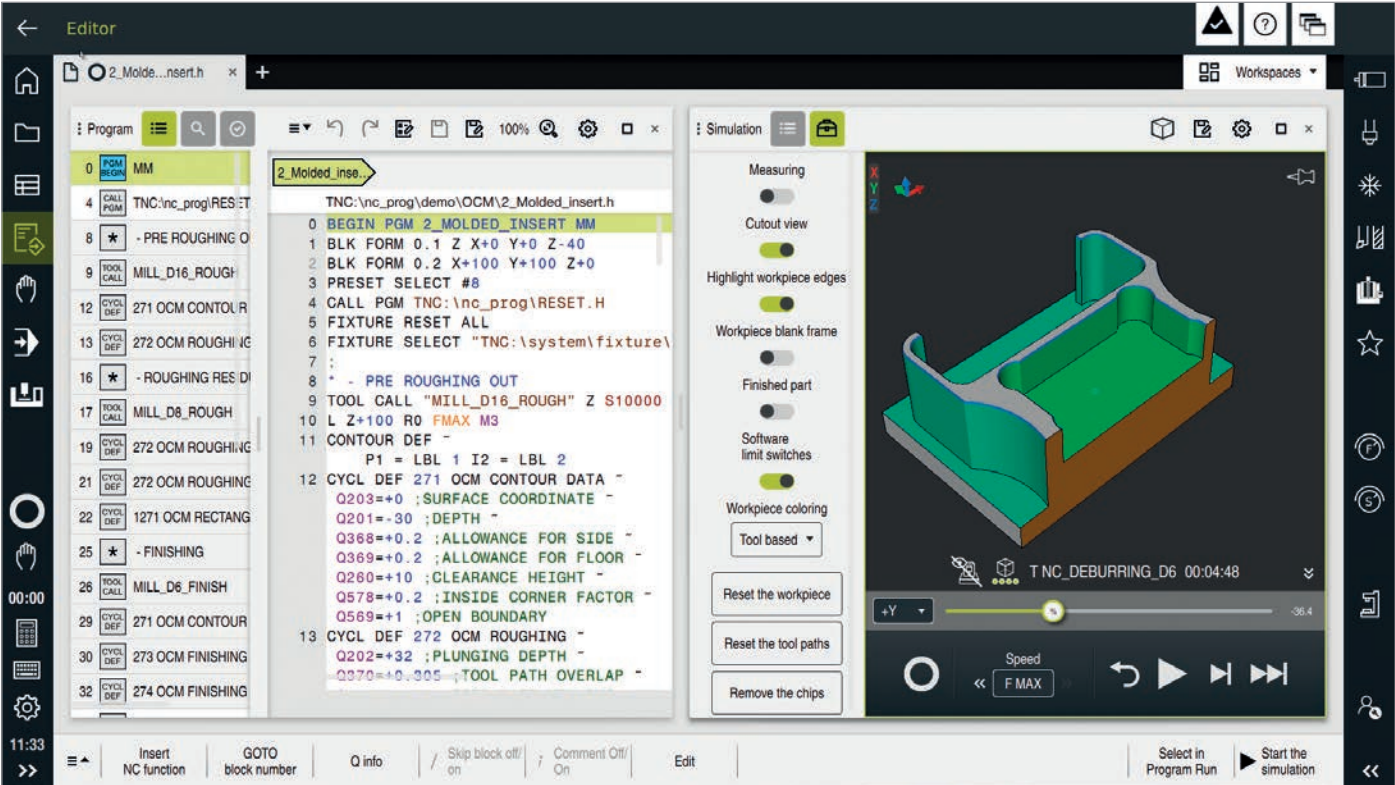 Editor
2_Molde...nsert.h ×
+
Workspaces
Program
100%
×
0 PGM BEGIN MM
4 CALL PGM TNC:\nc_prog\RESET
8 * - PRE ROUGHING O
9 TOOL CALL MILL_D16_ROUGH
12 CYCL DEF 271 OCM CONTOUR
13 CYCL DEF 272 OCM ROUGHING
16 * - ROUGHING RESIDU
17 TOOL CALL MILL_D8_ROUGH
19 CYCL DEF 272 OCM ROUGHING
21 CYCL DEF 272 OCM ROUGHING
22 CYCL DEF 1271 OCM RECTANG
25 * - FINISHING
26 TOOL CALL MILL_D6_FINISH
29 CYCL DEF 271 OCM CONTOUR
30 CYCL DEF 273 OCM FINISHING
32 CYCL DEF 274 OCM FINISHING
2_Molded_inse...
TNC:\nc_prog\demo\OCM\2_Molded_insert.h
0 BEGIN PGM 2_MOLDED_INSERT MM
1 BLK FORM 0.1 Z X+0 Y+0 Z-40
2 BLK FORM 0.2 X+100 Y+100 Z+0
3 PRESET SELECT #8
4 CALL PGM TNC:\nc_prog\RESET.H
5 FIXTURE RESET ALL
6 FIXTURE SELECT "TNC:\system\fixture\
7 ;
8 * - PRE ROUGHING OUT
9 TOOL CALL "MILL_D16_ROUGH" Z S10000
10 L Z+100 R0 FMAX M3
11 CONTOUR DEF ~
P1 = LBL 1 I2 = LBL 2
12 CYCL DEF 271 OCM CONTOUR DATA ~
Q203=+0 ;SURFACE COORDINATE ~
Q201=-30 ;DEPTH ~
Q368=+0.2 ;ALLOWANCE FOR SIDE ~
Q369=+0.2 ;ALLOWANCE FOR FLOOR ~
Q260=+10 ;CLEARANCE HEIGHT ~
Q578=+0.2 ;INSIDE CORNER FACTOR ~
Q569=+1 ;OPEN BOUNDARY
13 CYCL DEF 272 OCM ROUGHING ~
Q202=+32 ;PLUNGING DEPTH ~
Q370=+0.305 ;TOOL PATH OVERLAP ~
Simulation
×
Measuring
Cutout view
Highlight workpiece edges
Workpiece blank frame
Finished part
Software
limit switches
Workpiece coloring
Tool based
Reset the workpiece
Reset the tool paths
Remove the chips
X
Y
Z
T NC_DEBURRING_D6 00:04:48
+Y
%
-36.4
Speed
F MAX
00:00
11:33
F
S
Insert
NC function
GOTO
block number
Q info
/ Skip block off/
on
; Comment Off/
On
Edit
Select in
Program Run
Start the
simulation